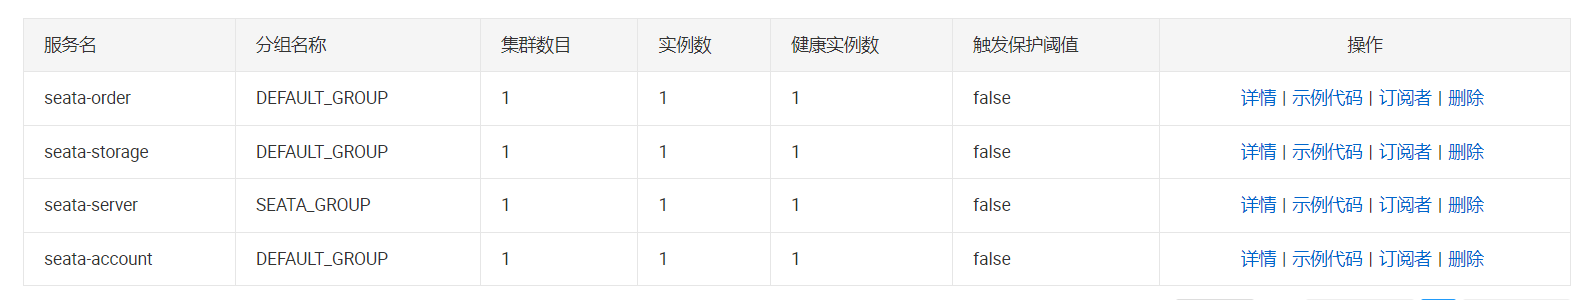 服务名 分组名称 集群数目 实例数 健康实例数 触发保护阈值 操作
seata-order DEFAULT_GROUP 1 1 1 false 详情 | 示例代码 | 订阅者 | 删除
seata-storage DEFAULT_GROUP 1 1 1 false 详情 | 示例代码 | 订阅者 | 删除
seata-server SEATA_GROUP 1 1 1 false 详情 | 示例代码 | 订阅者 | 删除
seata-account DEFAULT_GROUP 1 1 1 false 详情 | 示例代码 | 订阅者 | 删除